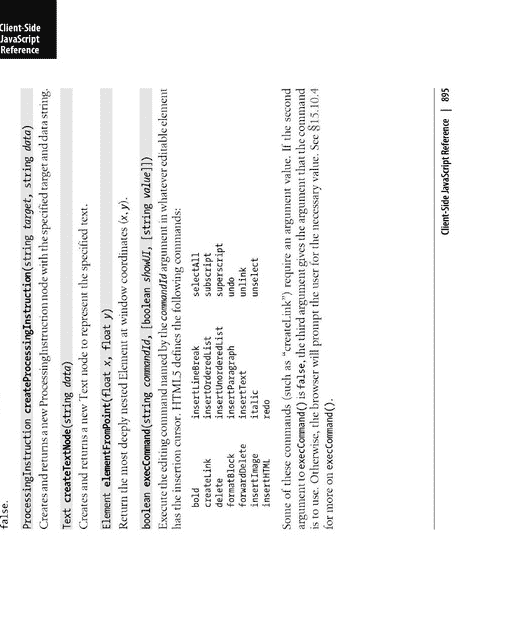 false.
Client-Side
JavaScript
Reference
ProcessingInstruction createProcessingInstruction(string target, string data)
Creates and returns a new ProcessingInstruction node with the specified target and data string.
Text createTextNode(string data)
Creates and returns a new Text node to represent the specified text.
Element elementFromPoint(float x, float y)
Return the most deeply nested Element at window coordinates (x, y).
boolean execCommand(string commandId, [boolean showUI, [string value]])
Execute the editing command named by the commandId argument in whatever editable element
has the insertion cursor. HTML5 defines the following commands:
bold insertLineBreak selectAll
createLink insertOrderedList subscript
delete insertUnorderedList superscript
formatBlock insertParagraph undo
forwardDelete insertText unlink
insertImage italic unselect
insertHTML redo
Some of these commands (such as “createLink”) require an argument value. If the second
argument to execCommand() is false, the third argument gives the argument that the command
is to use. Otherwise, the browser will prompt the user for the necessary value. See §15.10.4
for more on execCommand().
Client-Side JavaScript Reference | 895